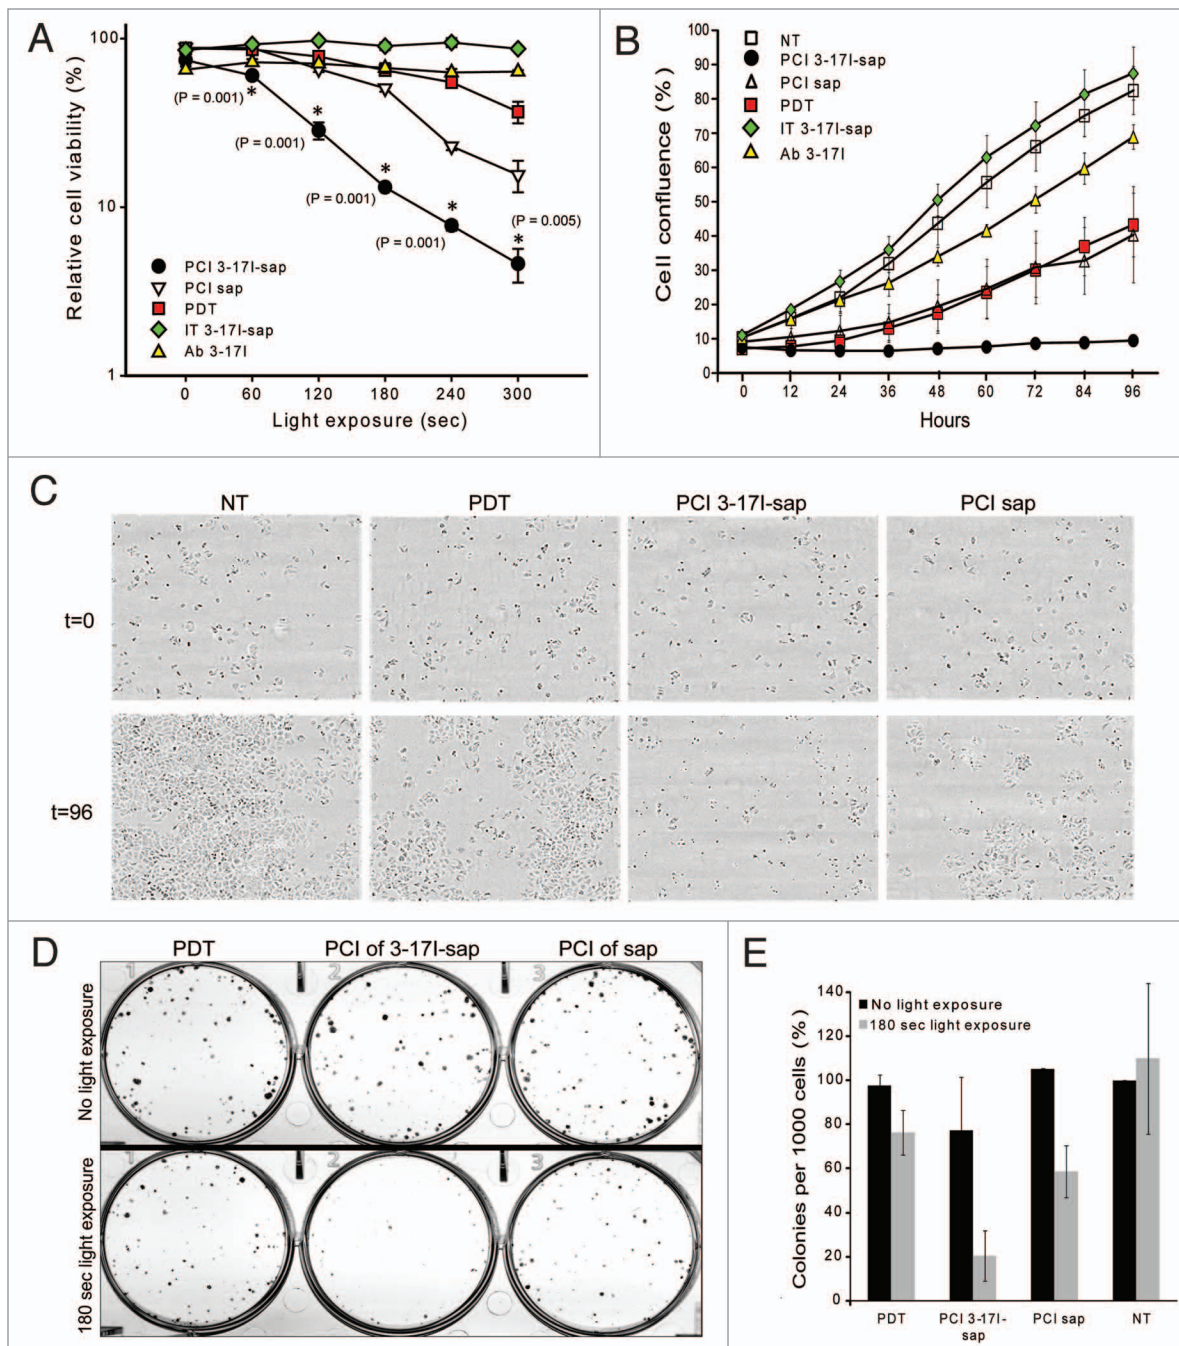 A
Relative cell viability (%)
100
10
1
(P = 0.001)
*
*
(P = 0.001)
*
(P = 0.001)
*
(P = 0.001)
*
(P = 0.005)
PCI 3-17I-sap
PCI sap
PDT
IT 3-17I-sap
Ab 3-17I
0 60 120 180 240 300
Light exposure (sec)
B
Cell confluence (%)
100
90
80
70
60
50
40
30
20
10
0
NT
PCI 3-17I-sap
PCI sap
PDT
IT 3-17I-sap
Ab 3-17I
0 12 24 36 48 60 72 84 96
Hours
C
NT PDT PCI 3-17I-sap PCI sap
t=0
t=96
D
PDT PCI of 3-17I-sap PCI of sap
No light exposure
1 2 3
180 sec light exposure
2 3
E
Colonies per 1000 cells (%)
140
120
100
80
60
40
20
0
No light exposure
180 sec light exposure
PDT PCI 3-17I- PCI sap NT
sap